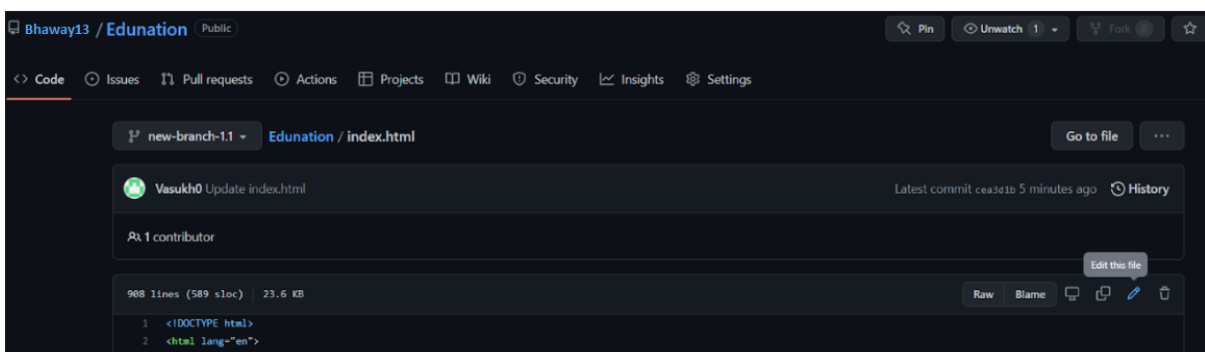 Bhaway13 / Edunation Public Pin Unwatch 1 Fork 0
<> Code Issues Pull requests Actions Projects Wiki Security Insights Settings
new-branch-1.1 Edunation / index.html Go to file ...
Vasukh0 Update index.html Latest commit cea3d1b 5 minutes ago History
1 contributor
Edit this file
908 lines (589 sloc) 23.6 KB Raw Blame
1 <!DOCTYPE html>
2 <html lang="en">